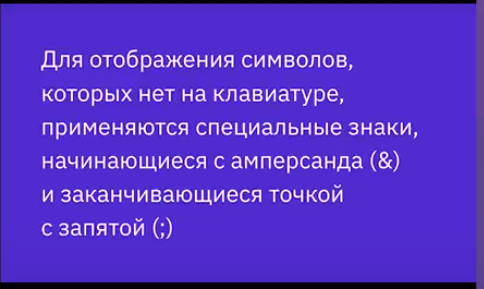 Для отображения символов,
которых нет на клавиатуре,
применяются специальные знаки,
начинающиеся с амперсанда (&)
и заканчивающиеся точкой
с запятой (;)